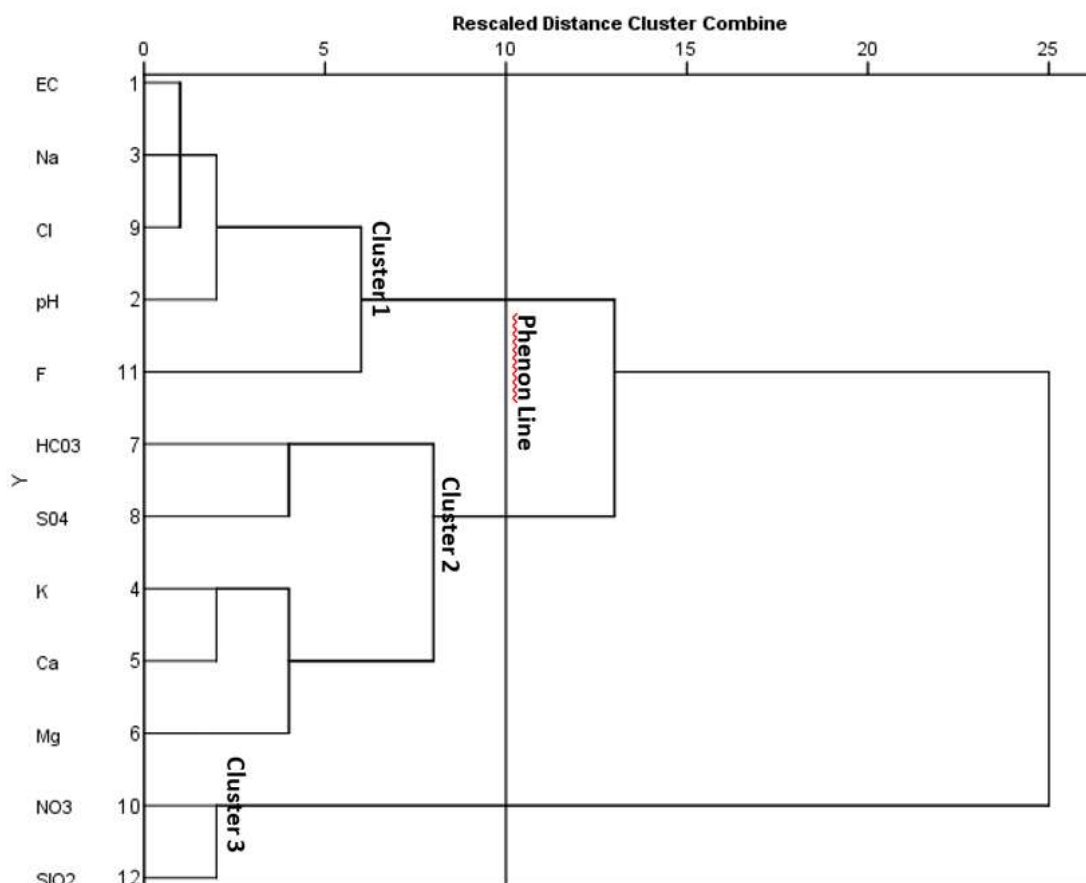 Rescaled Distance Cluster Combine
0 5 10 15 20 25
EC 1
Na 3
Cl 9
pH 2
F 11
HC03 7
S04 8
K 4
Ca 5
Mg 6
NO3 10
SIO2 12
Y
Cluster 1
Phenon Line
Cluster 2
Cluster 3